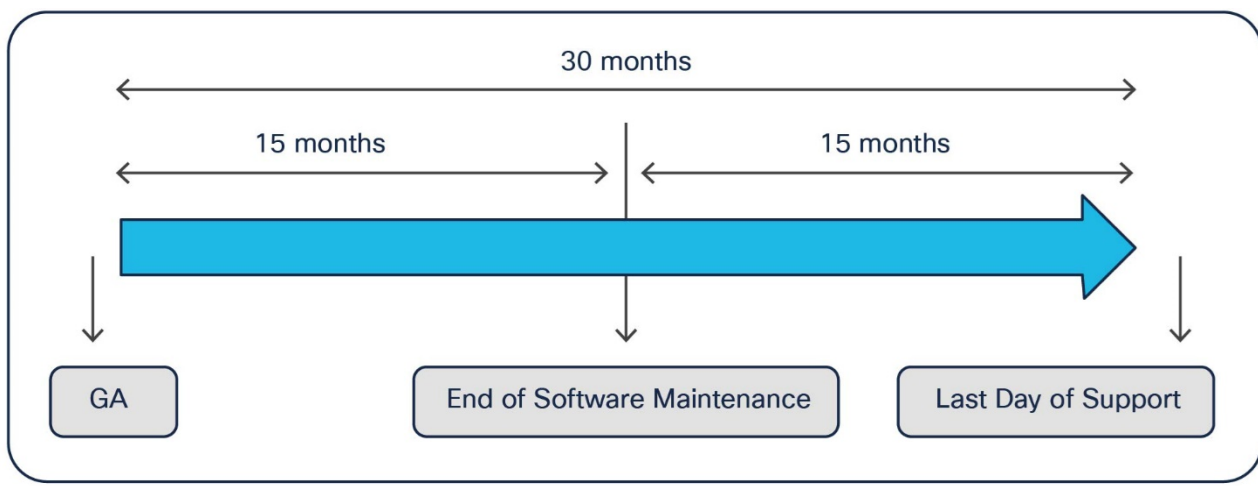 30 months
15 months
15 months
GA
End of Software Maintenance
Last Day of Support